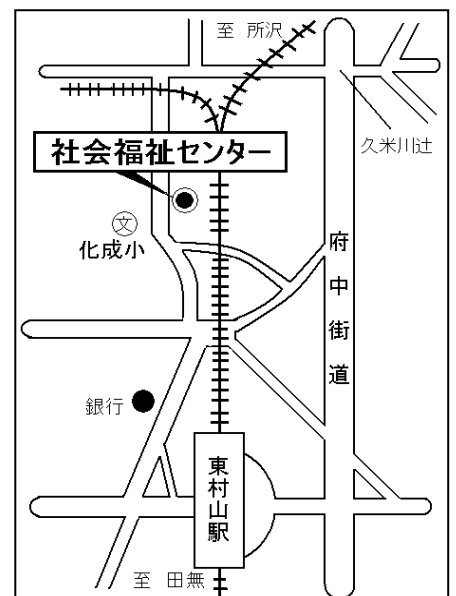 至 所沢
久米川辻
社会福祉センター
文
化成小
府中街道
銀行
東村山駅
至 田無